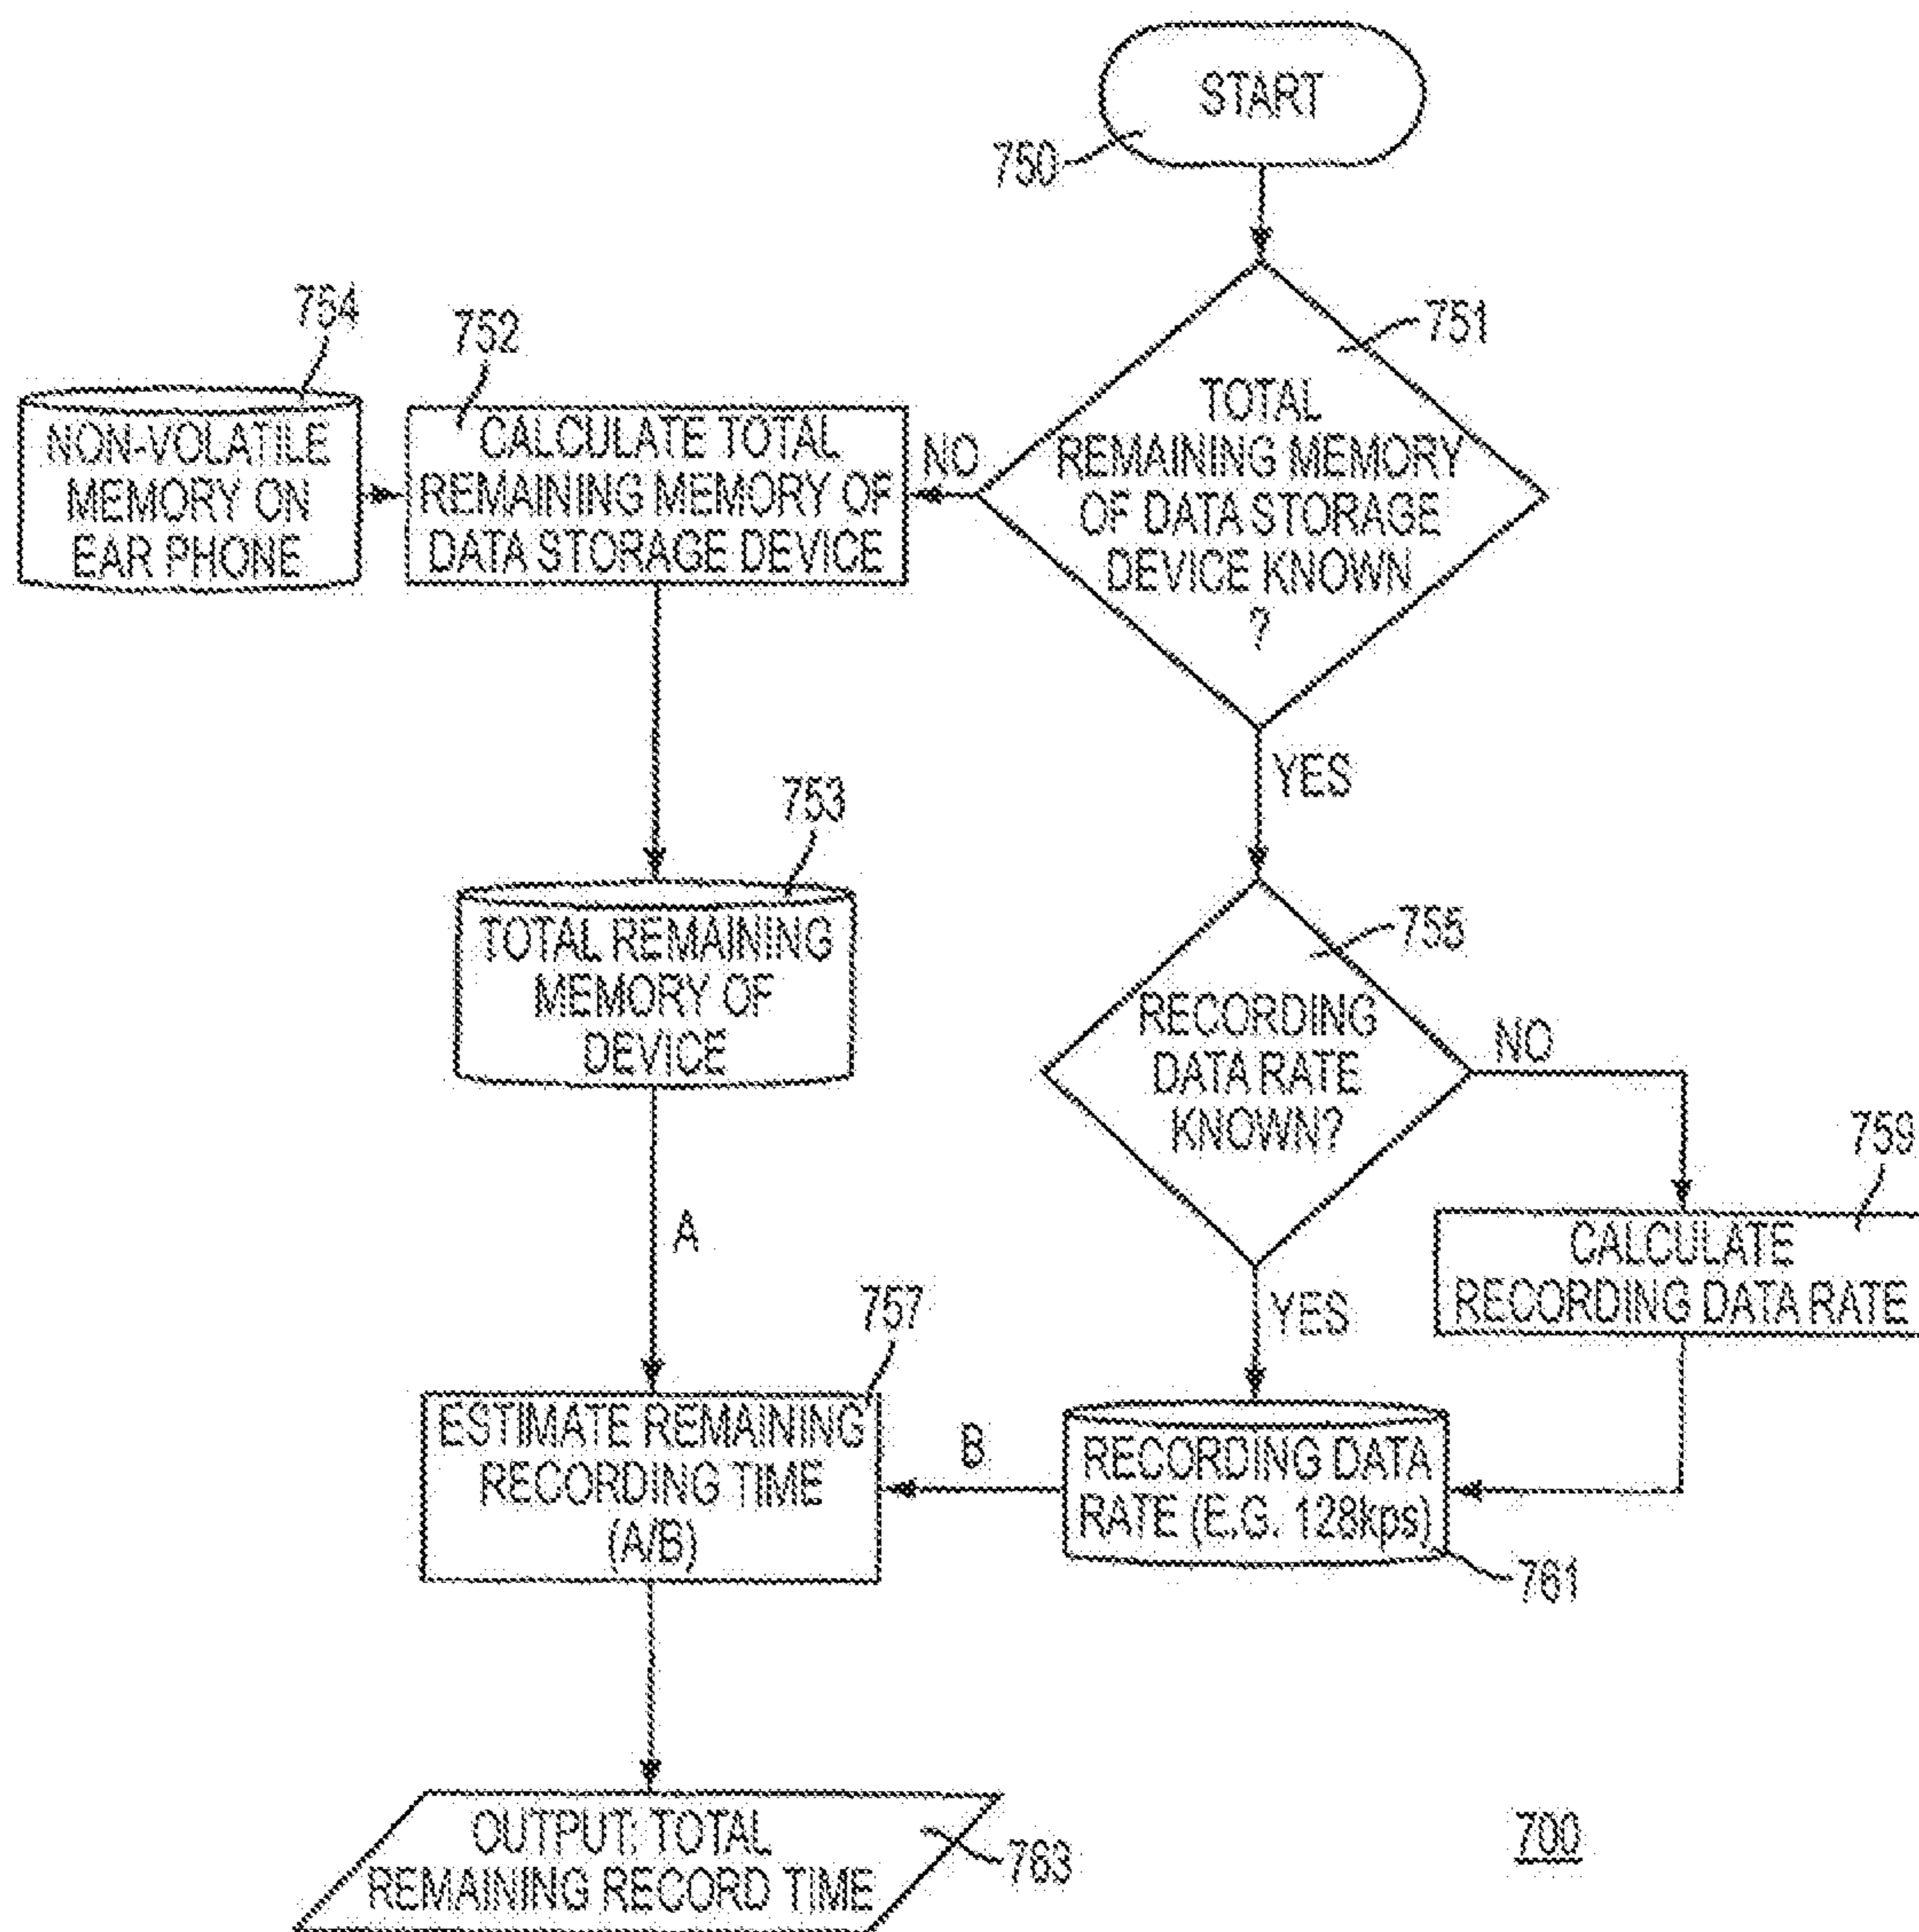 START
750
751
TOTAL
REMAINING MEMORY
OF DATA STORAGE
DEVICE KNOWN
?
NO
752
CALCULATE TOTAL
REMAINING MEMORY OF
DATA STORAGE DEVICE
754
NON-VOLATILE
MEMORY ON
EAR PHONE
YES
753
TOTAL REMAINING
MEMORY OF
DEVICE
755
RECORDING
DATA RATE
KNOWN?
NO
759
CALCULATE
RECORDING DATA RATE
YES
A
757
ESTIMATE REMAINING
RECORDING TIME
(A/B)
B
RECORDING DATA
RATE (E.G. 128kps)
761
OUTPUT: TOTAL
REMAINING RECORD TIME
763
700